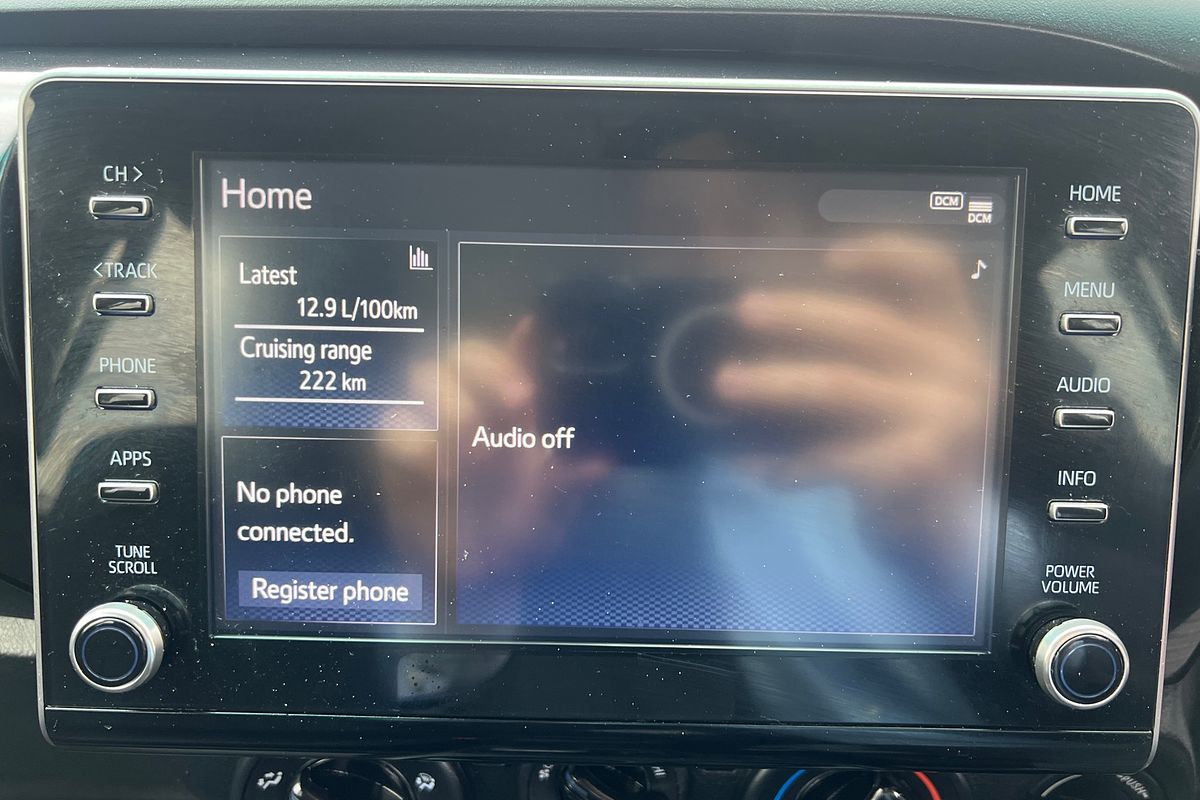 CH >
Home
DCM
DCM
HOME
< TRACK
Latest
12.9 L/100km
MENU
Cruising range
222 km
PHONE
AUDIO
Audio off
APPS
INFO
No phone
connected.
TUNE
SCROLL
Register phone
POWER
VOLUME